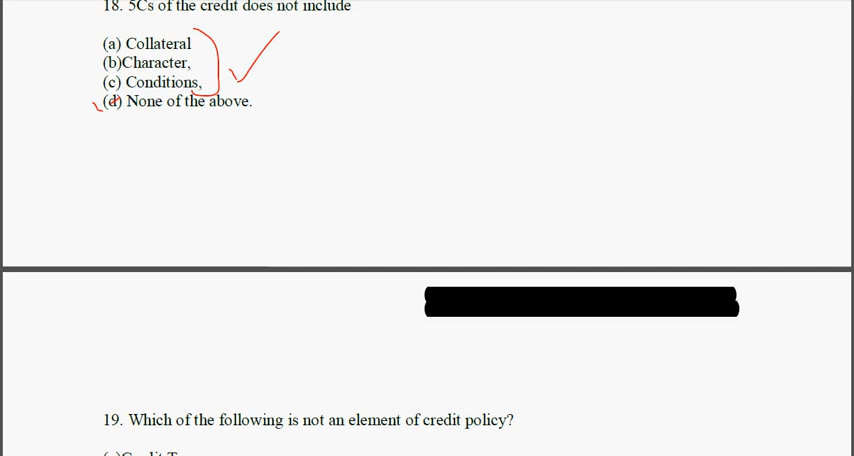 18. 5Cs of the credit does not include
(a) Collateral
(b)Character,
(c) Conditions,
(d) None of the above.
19. Which of the following is not an element of credit policy?